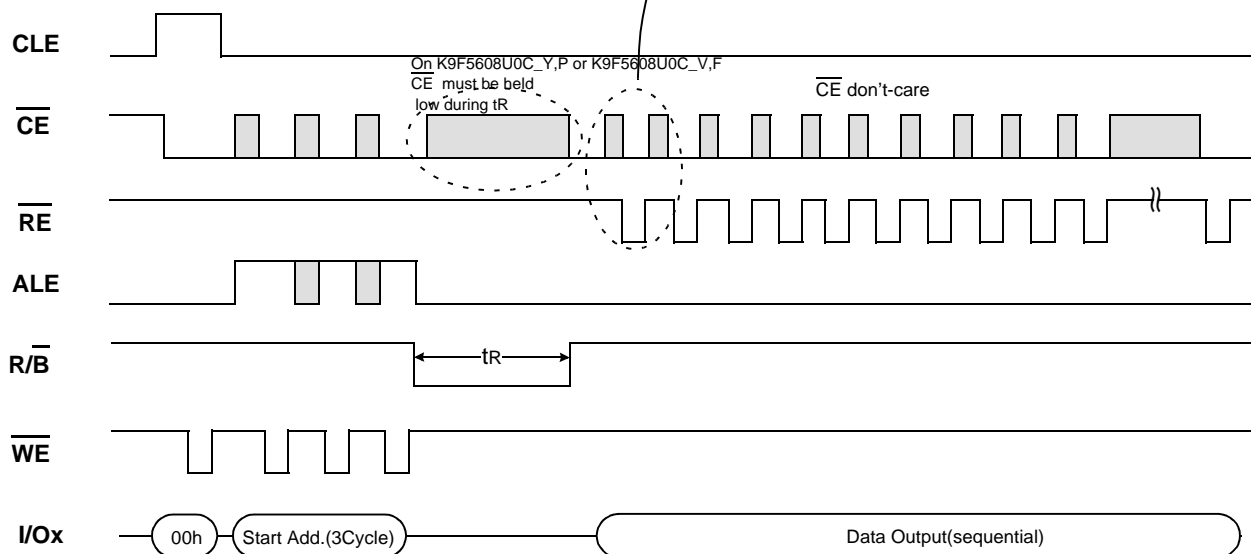 CLE
On K9F5608U0C_Y,P or K9F5608U0C_V,F
CE must be beld
low during tR
CE don't-care
CE
RE
ALE
R/B
tR
WE
I/Ox
00h
Start Add.(3Cycle)
Data Output(sequential)